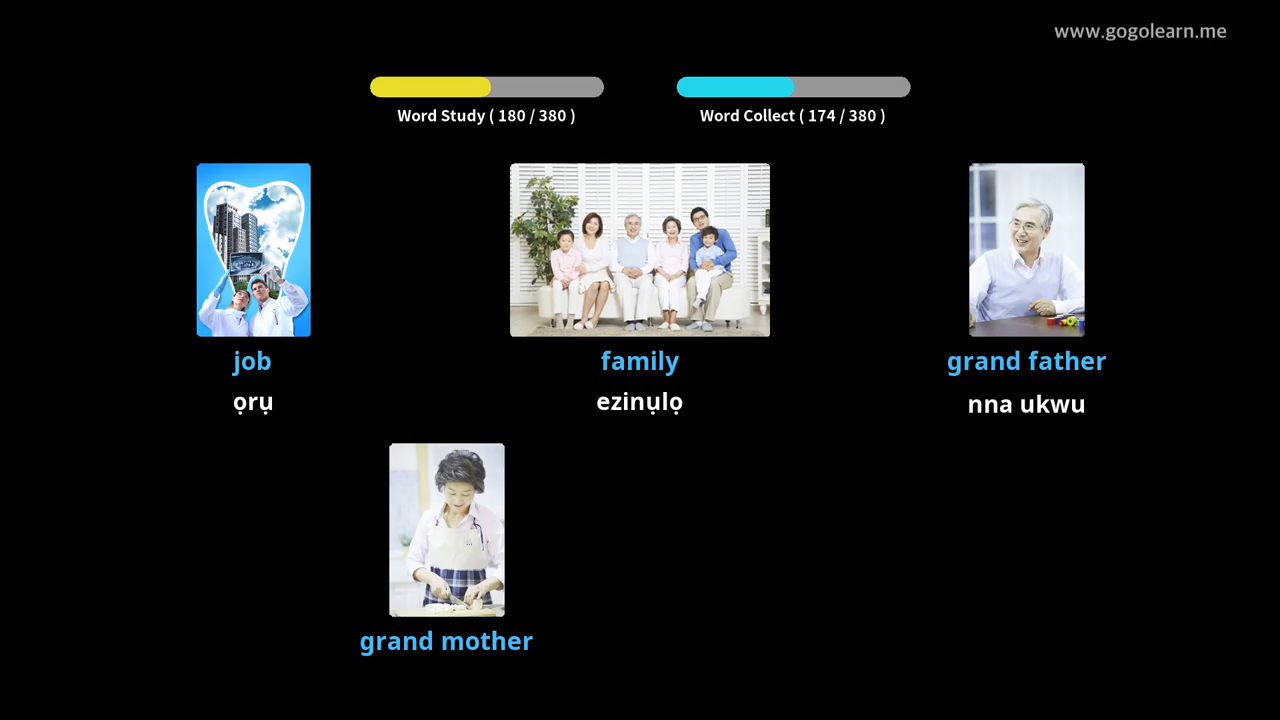 www.gogolearn.me
Word Study ( 180 / 380 )
Word Collect ( 174 / 380 )
job
ọrụ
family
ezinụlọ
grand father
nna ukwu
grand mother